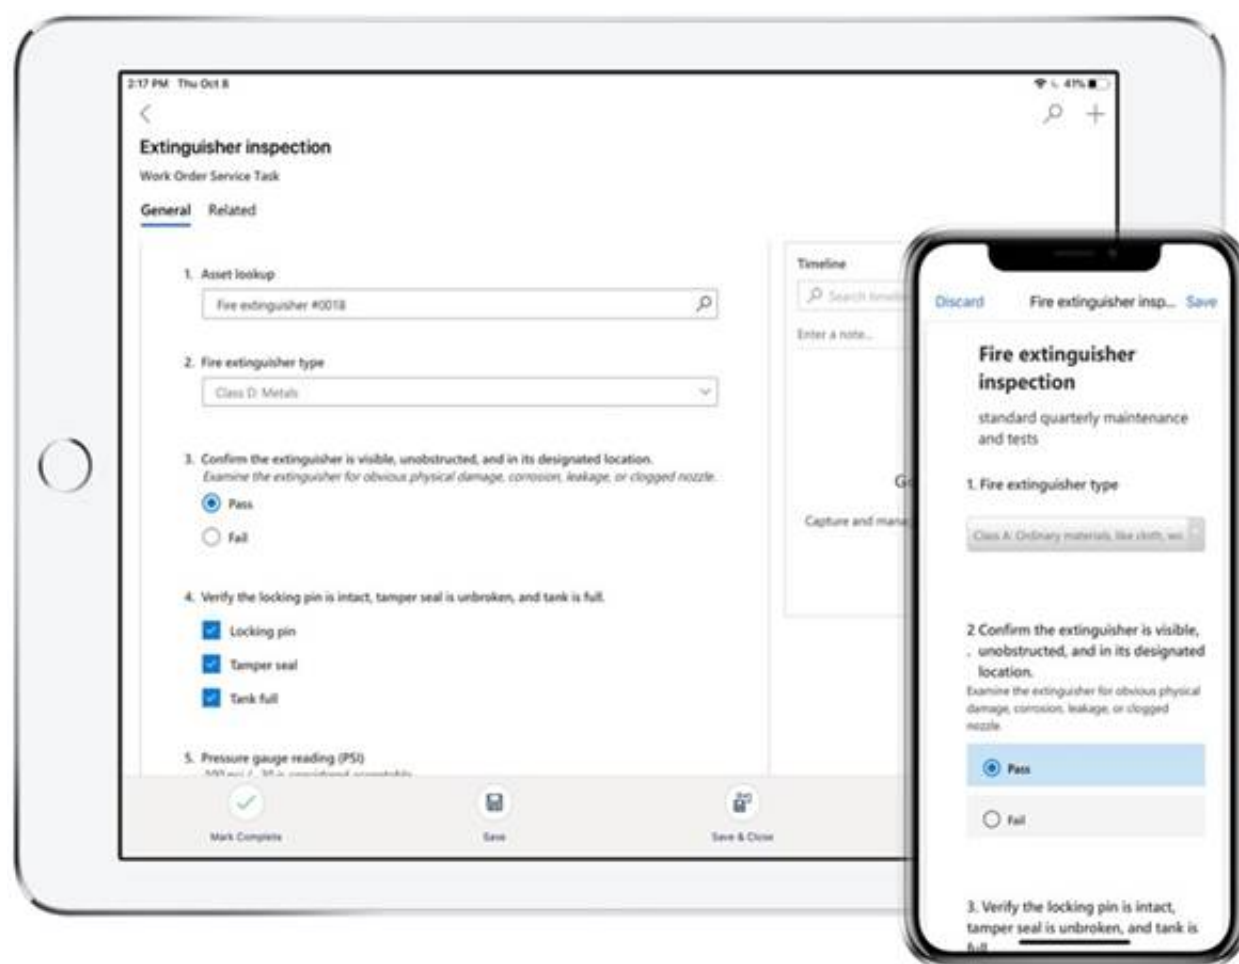 2:17 PM Thu Oct 8
41%
Extinguisher inspection
Work Order Service Task
General Related
1. Asset lookup
Fire extinguisher #0018
2. Fire extinguisher type
Class D: Metals
3. Confirm the extinguisher is visible, unobstructed, and in its designated location.
Examine the extinguisher for obvious physical damage, corrosion, leakage, or clogged nozzle.
Pass
Fail
4. Verify the locking pin is intact, tamper seal is unbroken, and tank is full.
Locking pin
Tamper seal
Tank full
5. Pressure gauge reading (PSI)
Mark Complete
Save
Save & Close
Timeline
Search
Enter a note...
Capture and
Discard Fire extinguisher insp... Save
Fire extinguisher
inspection
standard quarterly maintenance
and tests
1. Fire extinguisher type
Class A: Ordinary materials, like cloth,
2 Confirm the extinguisher is visible,
. unobstructed, and in its designated
location.
Examine the extinguisher for obvious physical
damage, corrosion, leakage, or clogged
nozzle.
Pass
Fail
3. Verify the locking pin is intact,
tamper seal is unbroken, and tank is
full